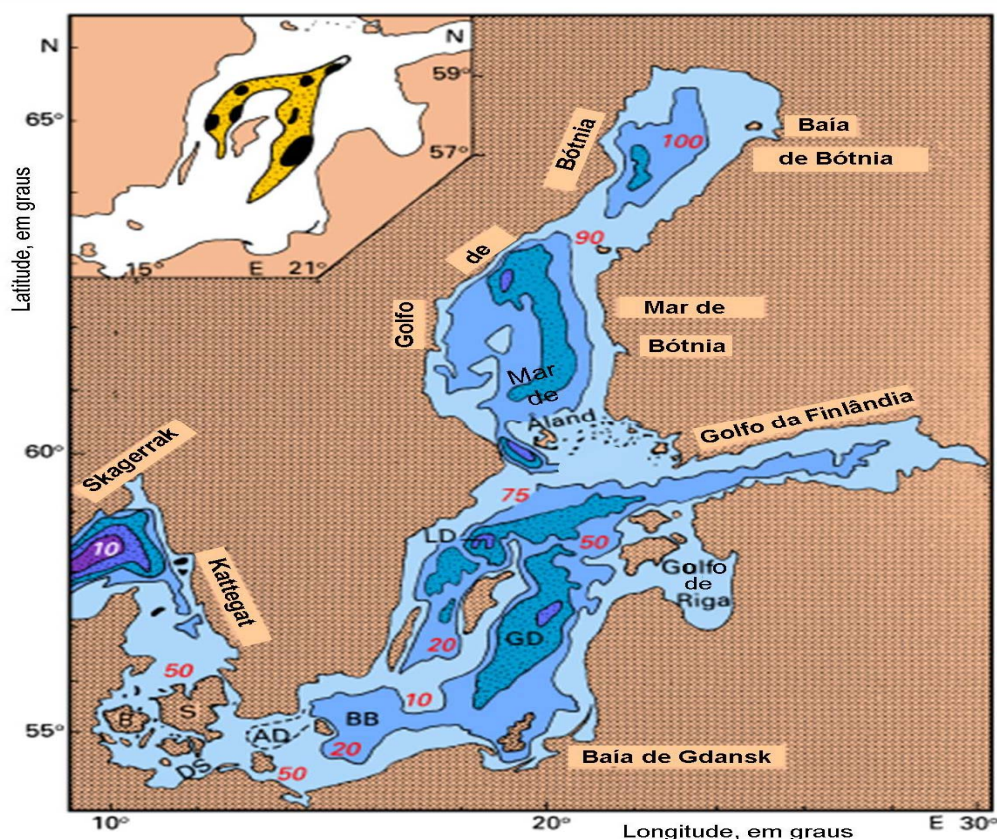 N
N
59°
65°
57°
15°
E
21°
Latitude, em graus
Bótnia
100
Baía
de Bótnia
90
de
Golfo
Mar de
Bótnia
Mar de
Åland
Golfo da Finlândia
60°
Skagerrak
75
LD
50
10
Kattegat
Golfo
de
Riga
GD
20
50
10
B
S
BB
55°
AD
20
DS
50
Baía de Gdansk
10°
20°
E
30°
Longitude, em graus